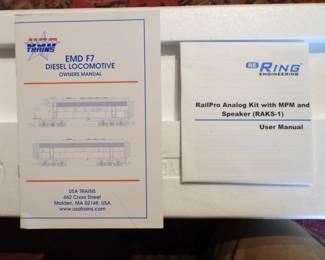 USA
TRAINS
EMD F7
DIESEL LOCOMOTIVE
OWNERS MANUAL
USA TRAINS
662 Cross Street
Malden, MA 02148, USA
www.usatrains.com
RING
ENGINEERING
RailPro Analog Kit with MPM and
Speaker (RAKS-1)
User Manual